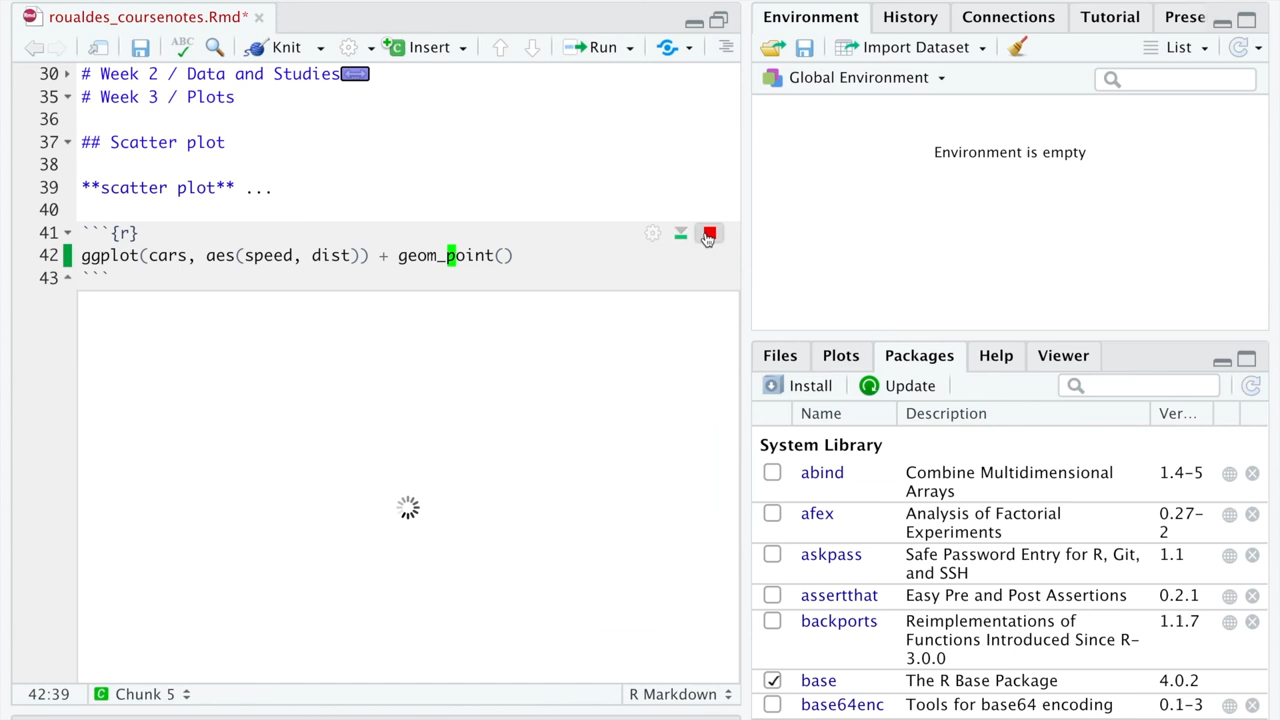 roualdes_coursenotes.Rmd*
ABC
Knit
Insert
Run
30 # Week 2 / Data and Studies
35 # Week 3 / Plots
36
37 ## Scatter plot
38
39 **scatter plot** ...
40
41 ```{r}
42 ggplot(cars, aes(speed, dist)) + geom_point()
43 ```
42:39 Chunk 5 R Markdown
Environment History Connections Tutorial Prese
Import Dataset List
Global Environment
Environment is empty
Files Plots Packages Help Viewer
Install Update
Name Description Ver...
System Library
abind Combine Multidimensional 1.4-5
Arrays
afex Analysis of Factorial 0.27-
Experiments 2
askpass Safe Password Entry for R, Git, 1.1
and SSH
assertthat Easy Pre and Post Assertions 0.2.1
backports Reimplementations of 1.1.7
Functions Introduced Since R-
3.0.0
base The R Base Package 4.0.2
base64enc Tools for base64 encoding 0.1-3